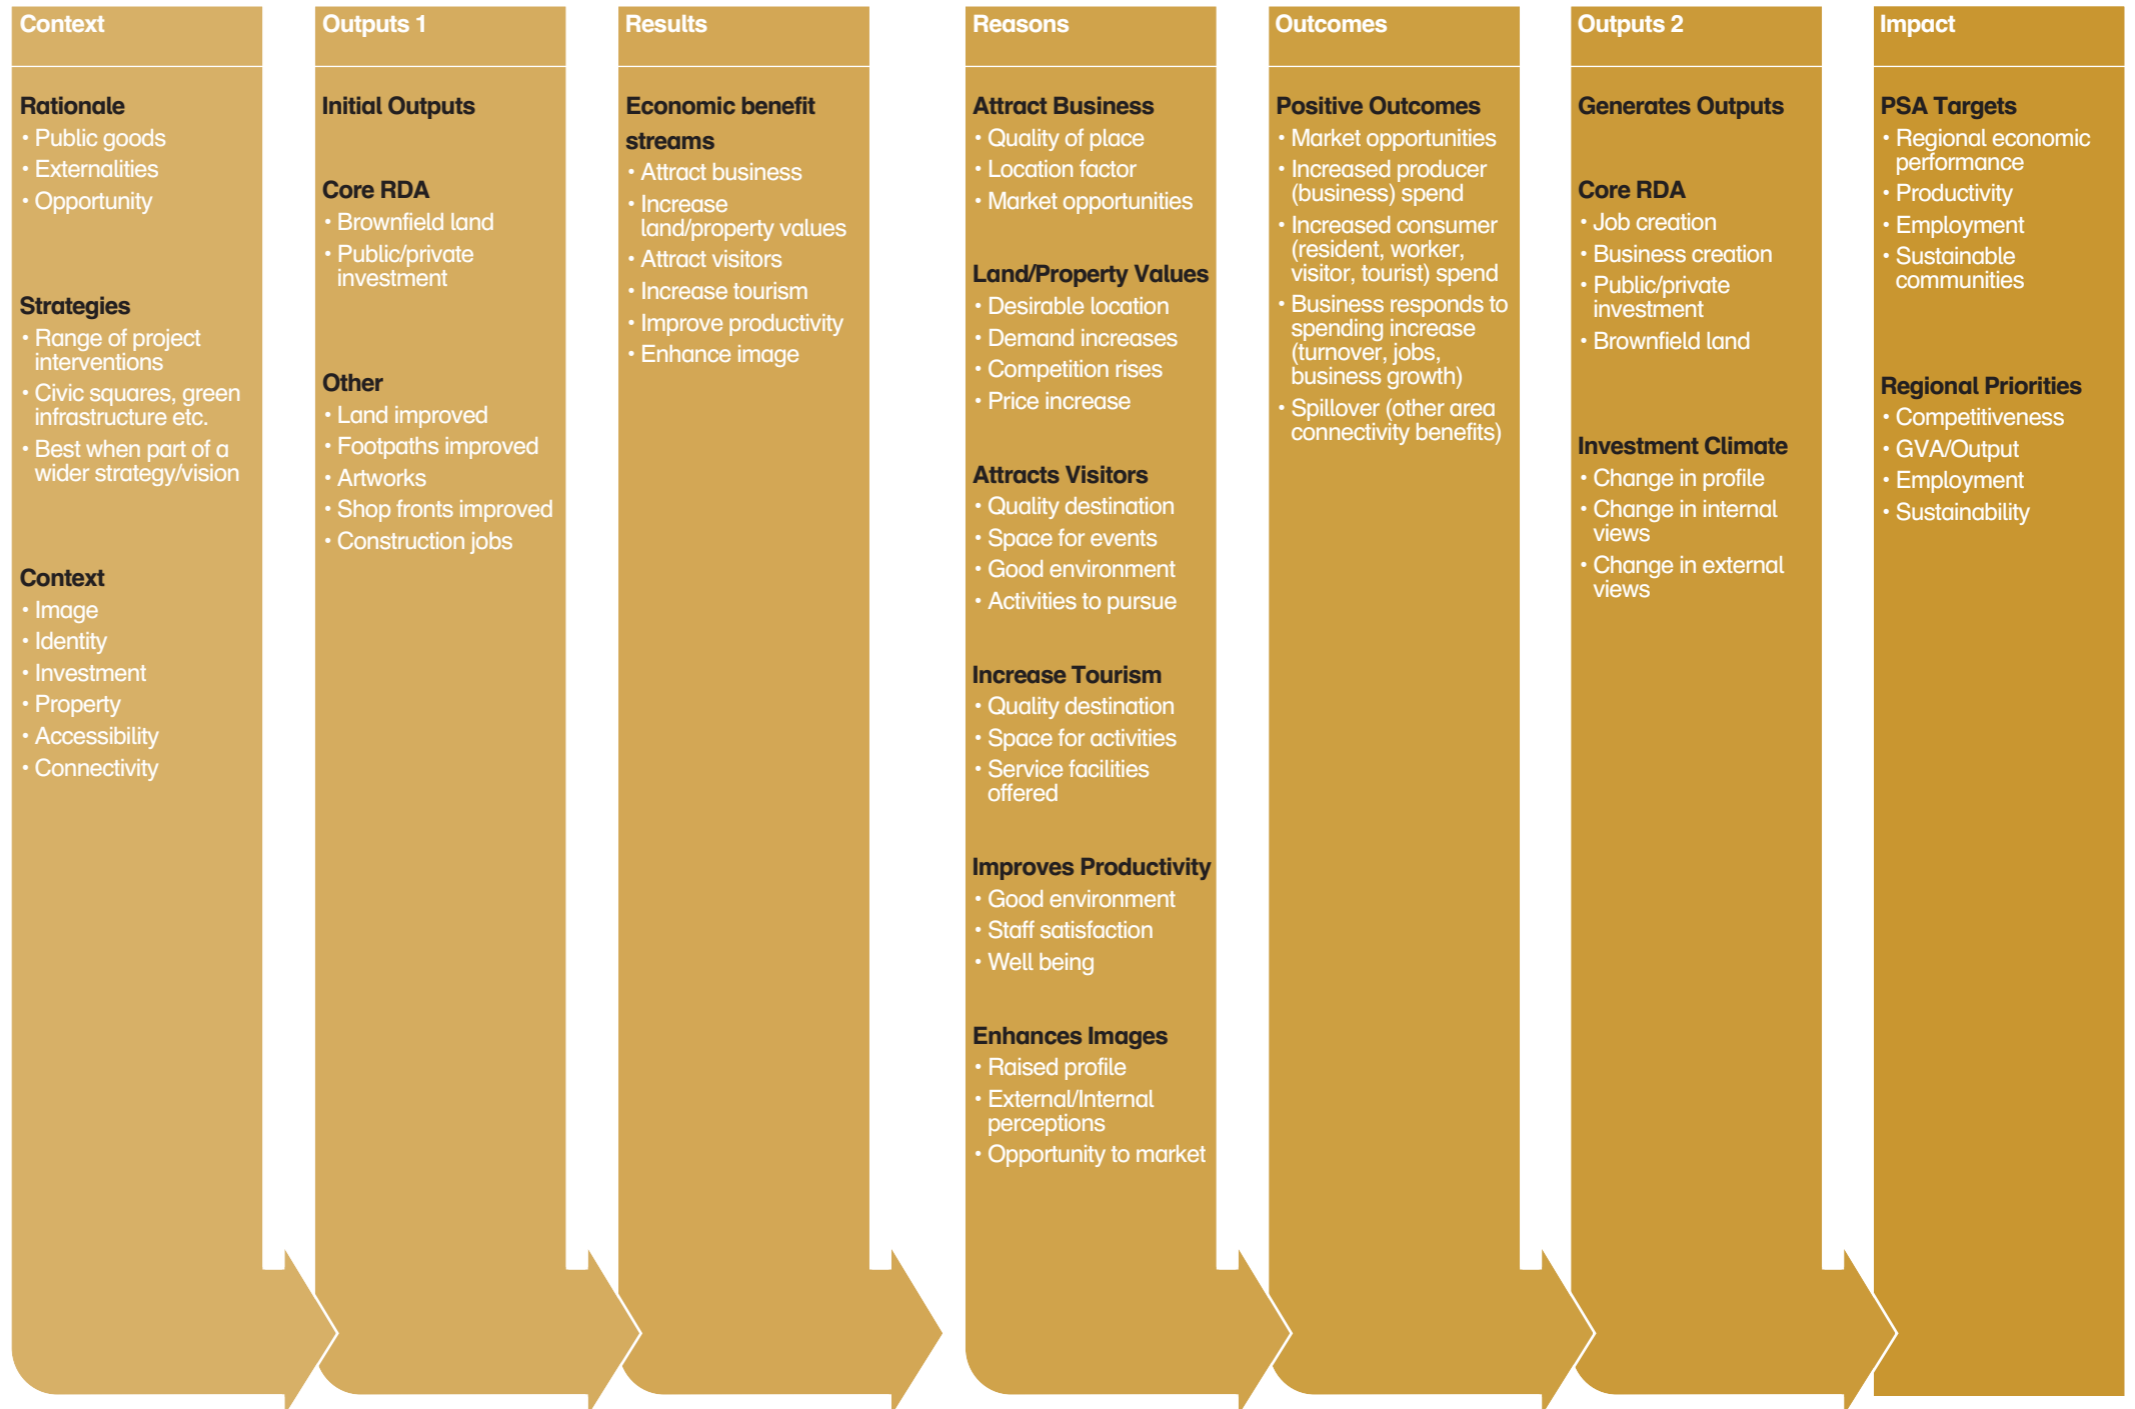 Context
Rationale
• Public goods
• Externalities
• Opportunity
Strategies
• Range of project
interventions
• Civic squares, green
infrastructure etc.
• Best when part of a
wider strategy/vision
Context
• Image
• Identity
• Investment
• Property
• Accessibility
• Connectivity
Outputs 1
Initial Outputs
Core RDA
• Brownfield land
• Public/private
investment
Other
• Land improved
• Footpaths improved
• Artworks
• Shop fronts improved
• Construction jobs
Results
Economic benefit
streams
• Attract business
• Increase
land/property values
• Attract visitors
• Increase tourism
• Improve productivity
• Enhance image
Reasons
Attract Business
• Quality of place
• Location factor
• Market opportunities
Land/Property Values
• Desirable location
• Demand increases
• Competition rises
• Price increase
Attracts Visitors
• Quality destination
• Space for events
• Good environment
• Activities to pursue
Increase Tourism
• Quality destination
• Space for activities
• Service facilities
offered
Improves Productivity
• Good environment
• Staff satisfaction
• Well being
Enhances Images
• Raised profile
• External/Internal
perceptions
• Opportunity to market
Outcomes
Positive Outcomes
• Market opportunities
• Increased producer
(business) spend
• Increased consumer
(resident, worker,
visitor, tourist) spend
• Business responds to
spending increase
(turnover, jobs,
business growth)
• Spillover (other area
connectivity benefits)
Outputs 2
Generates Outputs
Core RDA
• Job creation
• Business creation
• Public/private
investment
• Brownfield land
Investment Climate
• Change in profile
• Change in internal
views
• Change in external
views
Impact
PSA Targets
• Regional economic
performance
• Productivity
• Employment
• Sustainable
communities
Regional Priorities
• Competitiveness
• GVA/Output
• Employment
• Sustainability